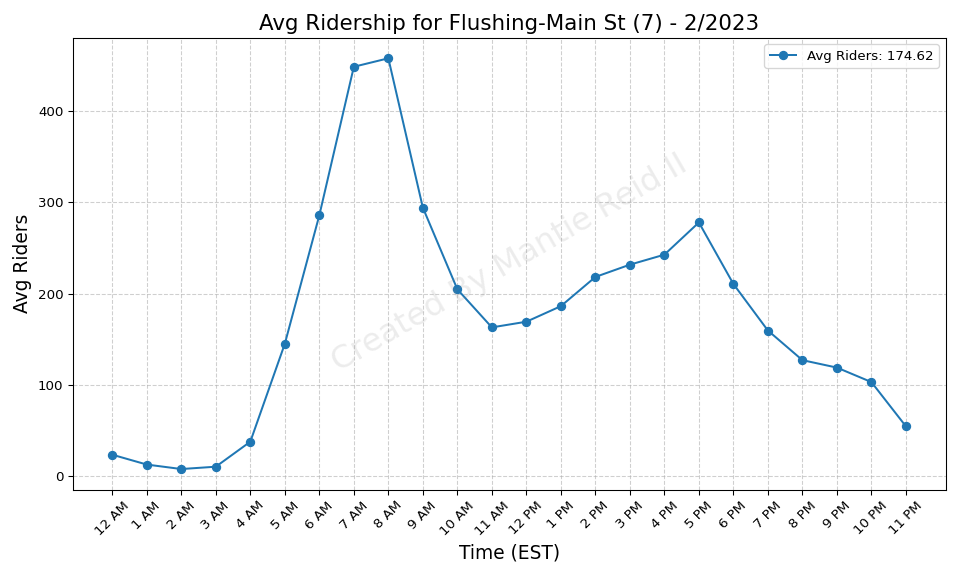 Avg Ridership for Flushing-Main St (7) - 2/2023
Avg Riders: 174.62
Avg Riders
400
300
200
100
0
Created By Mantle Reid II
12 AM
1 AM
2 AM
3 AM
4 AM
5 AM
6 AM
7 AM
8 AM
9 AM
10 AM
11 AM
12 PM
1 PM
2 PM
3 PM
4 PM
5 PM
6 PM
7 PM
8 PM
9 PM
10 PM
11 PM
Time (EST)